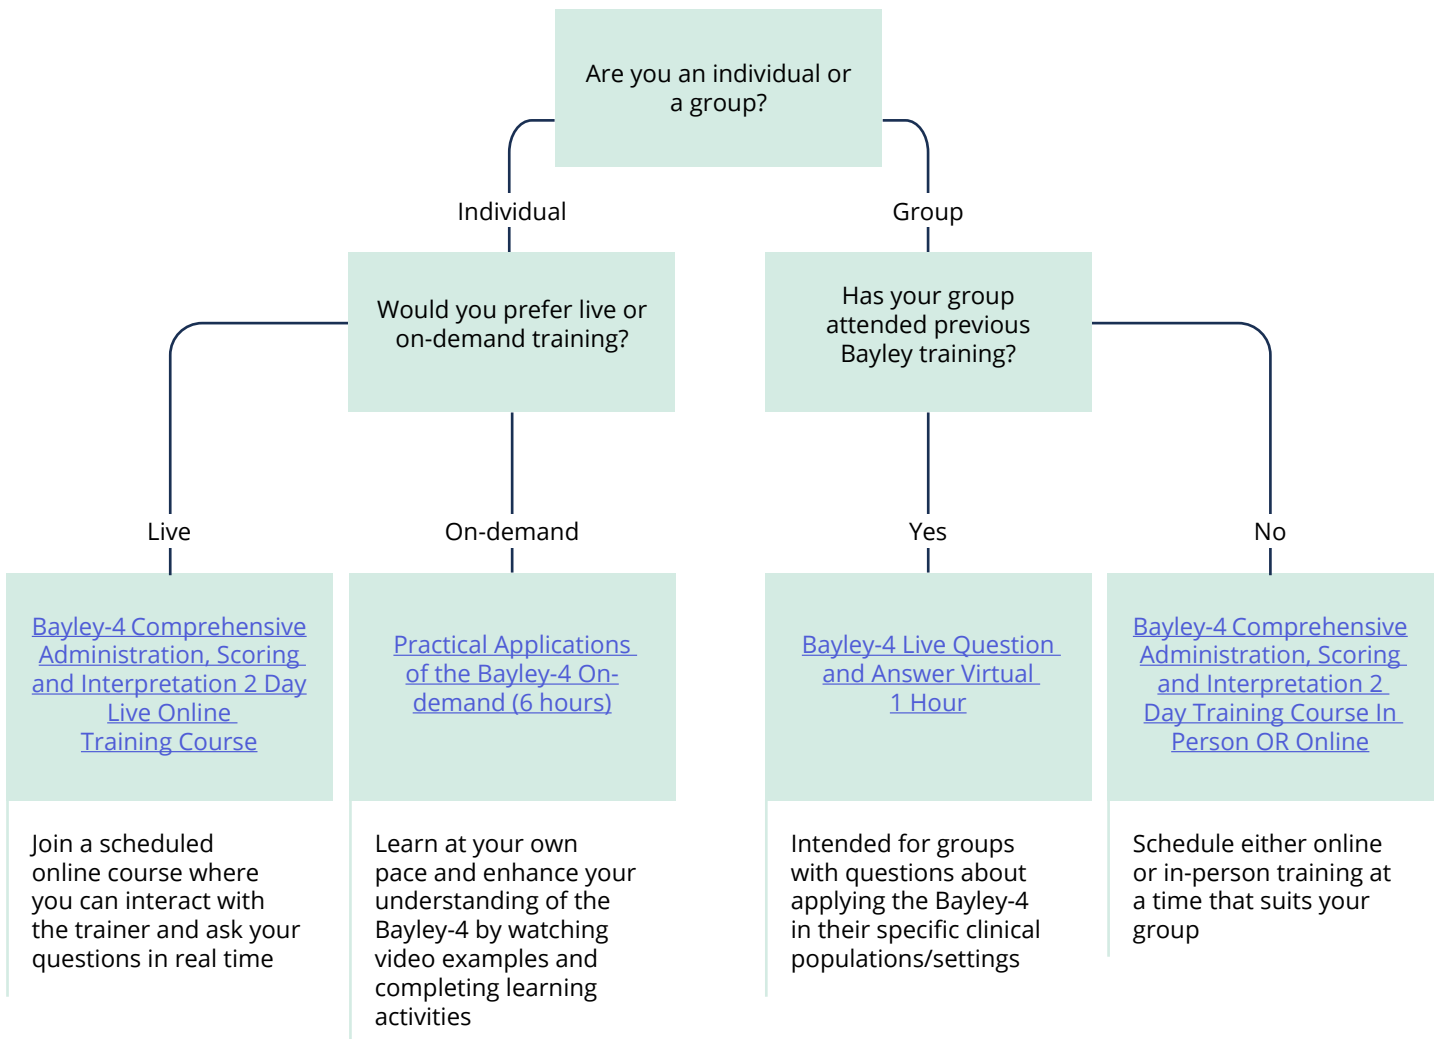 Are you an individual or
a group?
Individual
Group
Would you prefer live or
on-demand training?
Has your group
attended previous
Bayley training?
Live
On-demand
Yes
No
Bayley-4 Comprehensive
Administration, Scoring
and Interpretation 2 Day
Live Online
Training Course
Practical Applications
of the Bayley-4 On-
demand (6 hours)
Bayley-4 Live Question
and Answer Virtual
1 Hour
Bayley-4 Comprehensive
Administration, Scoring
and Interpretation 2
Day Training Course In
Person OR Online
Join a scheduled
online course where
you can interact with
the trainer and ask your
questions in real time
Learn at your own
pace and enhance your
understanding of the
Bayley-4 by watching
video examples and
completing learning
activities
Intended for groups
with questions about
applying the Bayley-4
in their specific clinical
populations/settings
Schedule either online
or in-person training at
a time that suits your
group